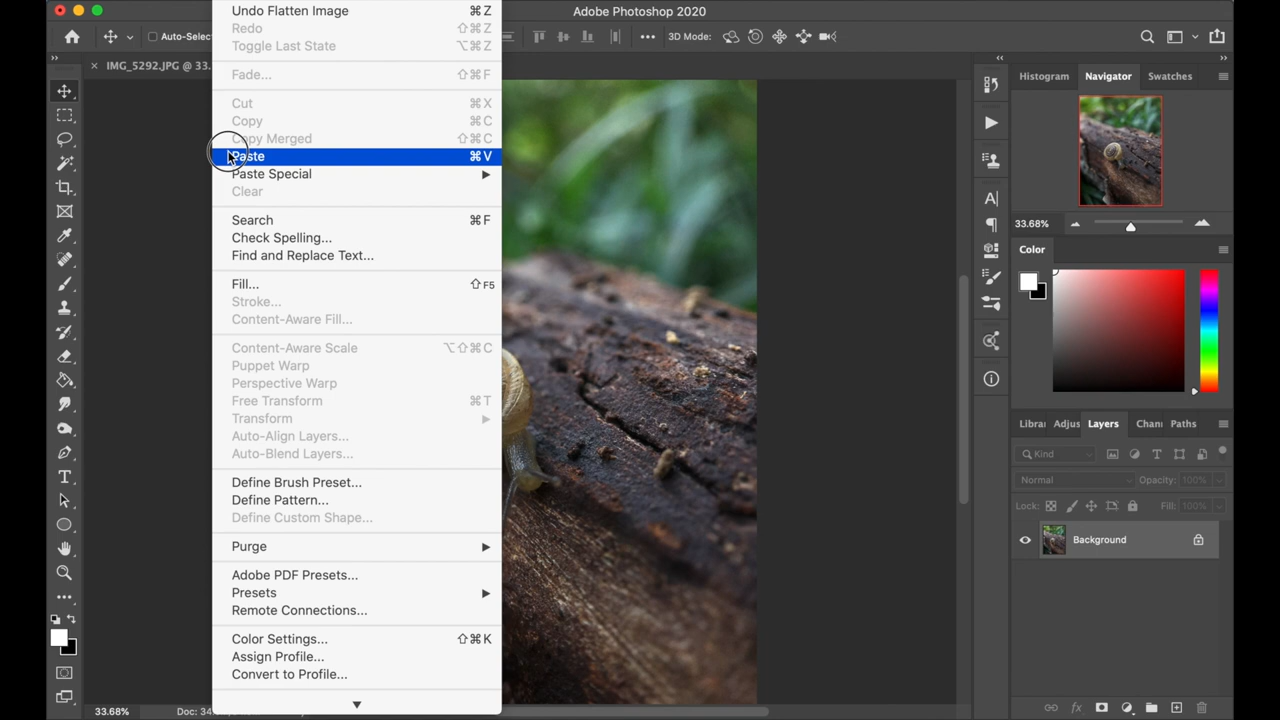 Adobe Photoshop 2020
Auto-Selec
3D Mode:
IMG_5292.JPG @ 33.
Undo Flatten Image ⌘Z
Redo ⇧⌘Z
Toggle Last State ⌥⌘Z
Fade... ⇧⌘F
Cut ⌘X
Copy ⌘C
Copy Merged ⇧⌘C
Paste ⌘V
Paste Special
Clear
Search ⌘F
Check Spelling...
Find and Replace Text...
Fill... ⇧F5
Stroke...
Content-Aware Fill...
Content-Aware Scale ⌥⇧⌘C
Puppet Warp
Perspective Warp
Free Transform ⌘T
Transform
Auto-Align Layers...
Auto-Blend Layers...
Define Brush Preset...
Define Pattern...
Define Custom Shape...
Purge
Adobe PDF Presets...
Presets
Remote Connections...
Color Settings... ⇧⌘K
Assign Profile...
Convert to Profile...
Histogram Navigator Swatches
33.68%
Color
Librar Adjus Layers Chann Paths
Kind
Normal Opacity: 100%
Lock: Fill: 100%
Background
33.68% Doc: 34